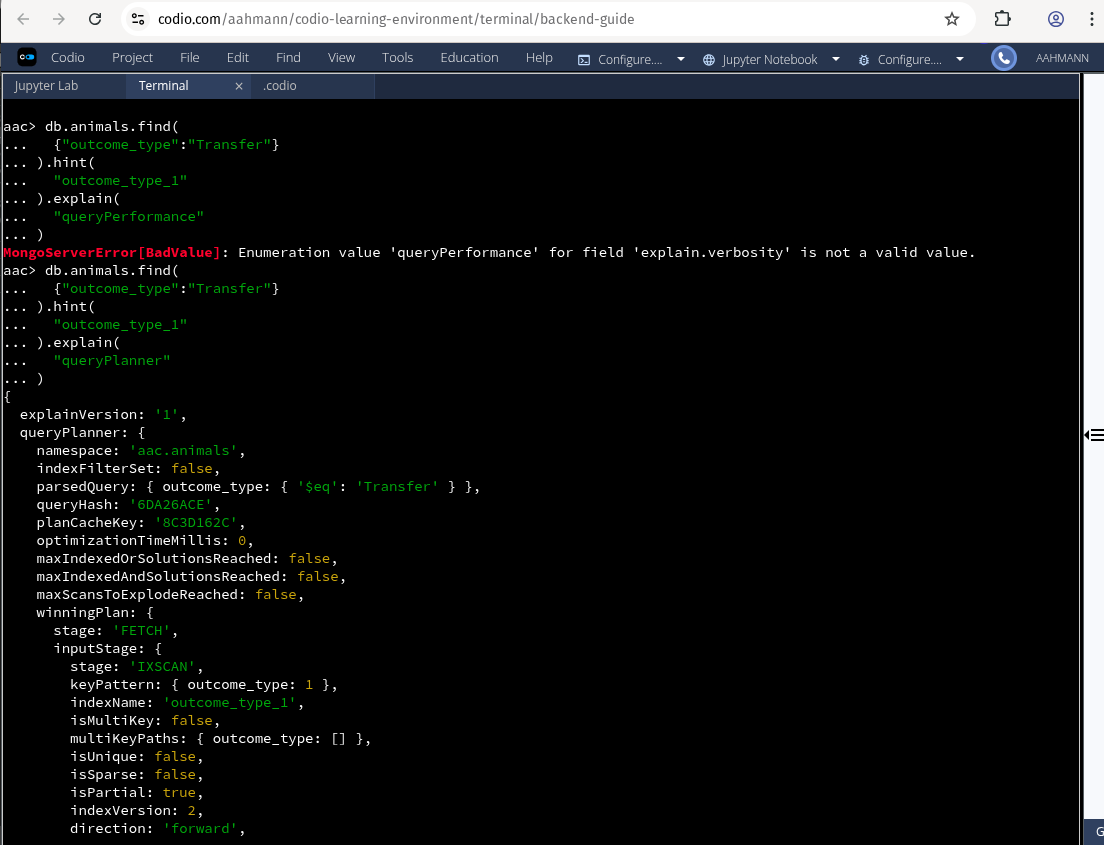 codio.com/aahmann/codio-learning-environment/terminal/backend-guide
Codio Project File Edit Find View Tools Education Help Configure.... Jupyter Notebook Configure.... AAHMANN
Jupyter Lab Terminal × .codio
aac> db.animals.find(
...   {"outcome_type":"Transfer"}
... ).hint(
...   "outcome_type_1"
... ).explain(
...   "queryPerformance"
... )
MongoServerError[BadValue]: Enumeration value 'queryPerformance' for field 'explain.verbosity' is not a valid value.
aac> db.animals.find(
...   {"outcome_type":"Transfer"}
... ).hint(
...   "outcome_type_1"
... ).explain(
...   "queryPlanner"
... )
{
  explainVersion: '1',
  queryPlanner: {
    namespace: 'aac.animals',
    indexFilterSet: false,
    parsedQuery: { outcome_type: { '$eq': 'Transfer' } },
    queryHash: '6DA26ACE',
    planCacheKey: '8C3D162C',
    optimizationTimeMillis: 0,
    maxIndexedOrSolutionsReached: false,
    maxIndexedAndSolutionsReached: false,
    maxScansToExplodeReached: false,
    winningPlan: {
      stage: 'FETCH',
      inputStage: {
        stage: 'IXSCAN',
        keyPattern: { outcome_type: 1 },
        indexName: 'outcome_type_1',
        isMultiKey: false,
        multiKeyPaths: { outcome_type: [] },
        isUnique: false,
        isSparse: false,
        isPartial: true,
        indexVersion: 2,
        direction: 'forward',
G